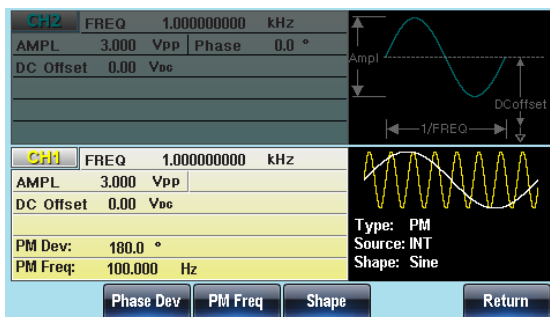 CH2 FREQ 1.000000000 kHz
AMPL 3.000 Vpp Phase 0.0 °
DC Offset 0.00 VDC
Ampl
DCoffset
1/FREQ
CH1 FREQ 1.000000000 kHz
AMPL 3.000 Vpp
DC Offset 0.00 VDC
PM Dev: 180.0 °
PM Freq: 100.000 Hz
Type: PM
Source: INT
Shape: Sine
Phase Dev PM Freq Shape Return